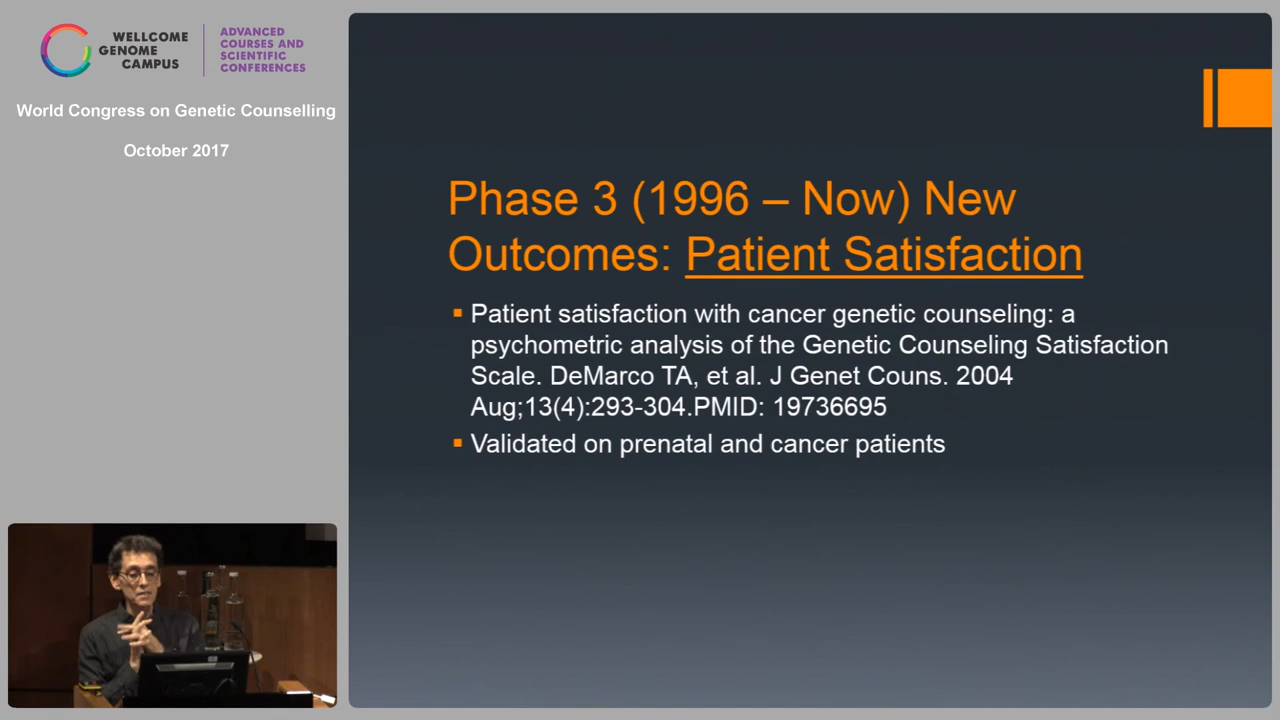 WELLCOME
GENOME
CAMPUS
ADVANCED
COURSES AND
SCIENTIFIC
CONFERENCES
World Congress on Genetic Counselling
October 2017
Phase 3 (1996 – Now) New
Outcomes: Patient Satisfaction
Patient satisfaction with cancer genetic counseling: a
psychometric analysis of the Genetic Counseling Satisfaction
Scale. DeMarco TA, et al. J Genet Couns. 2004
Aug;13(4):293-304.PMID: 19736695
Validated on prenatal and cancer patients